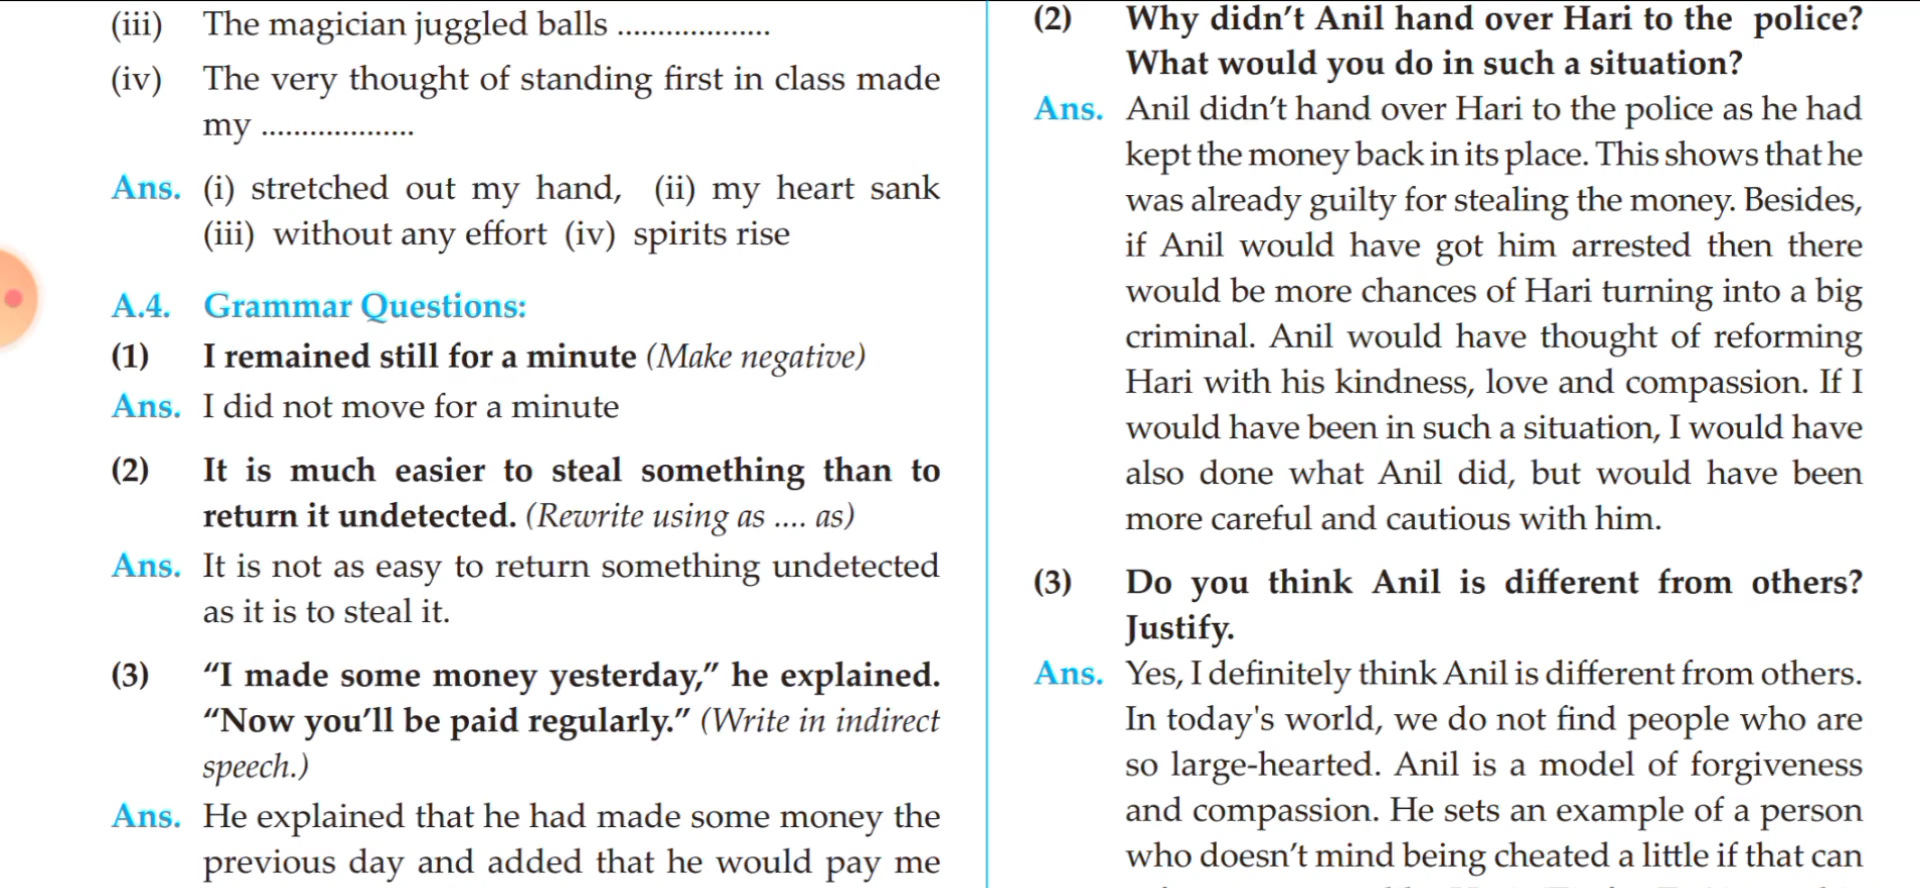 (iii) The magician juggled balls ...................
(iv) The very thought of standing first in class made
my ...................
Ans. (i) stretched out my hand, (ii) my heart sank
(iii) without any effort (iv) spirits rise
A.4. Grammar Questions:
(1) I remained still for a minute (Make negative)
Ans. I did not move for a minute
(2) It is much easier to steal something than to
return it undetected. (Rewrite using as .... as)
Ans. It is not as easy to return something undetected
as it is to steal it.
(3) “I made some money yesterday,” he explained.
“Now you’ll be paid regularly.” (Write in indirect
speech.)
Ans. He explained that he had made some money the
previous day and added that he would pay me
(2) Why didn’t Anil hand over Hari to the police?
What would you do in such a situation?
Ans. Anil didn’t hand over Hari to the police as he had
kept the money back in its place. This shows that he
was already guilty for stealing the money. Besides,
if Anil would have got him arrested then there
would be more chances of Hari turning into a big
criminal. Anil would have thought of reforming
Hari with his kindness, love and compassion. If I
would have been in such a situation, I would have
also done what Anil did, but would have been
more careful and cautious with him.
(3) Do you think Anil is different from others?
Justify.
Ans. Yes, I definitely think Anil is different from others.
In today's world, we do not find people who are
so large-hearted. Anil is a model of forgiveness
and compassion. He sets an example of a person
who doesn’t mind being cheated a little if that can